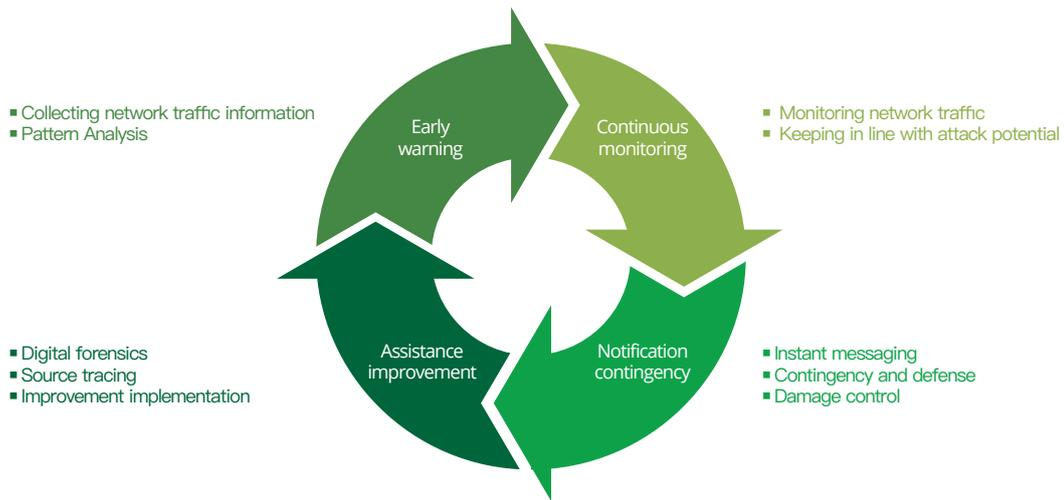 ■ Collecting network traffic information
■ Pattern Analysis
Early
warning
Continuous
monitoring
■ Monitoring network traffic
■ Keeping in line with attack potential
■ Digital forensics
■ Source tracing
■ Improvement implementation
Assistance
improvement
Notification
contingency
■ Instant messaging
■ Contingency and defense
■ Damage control